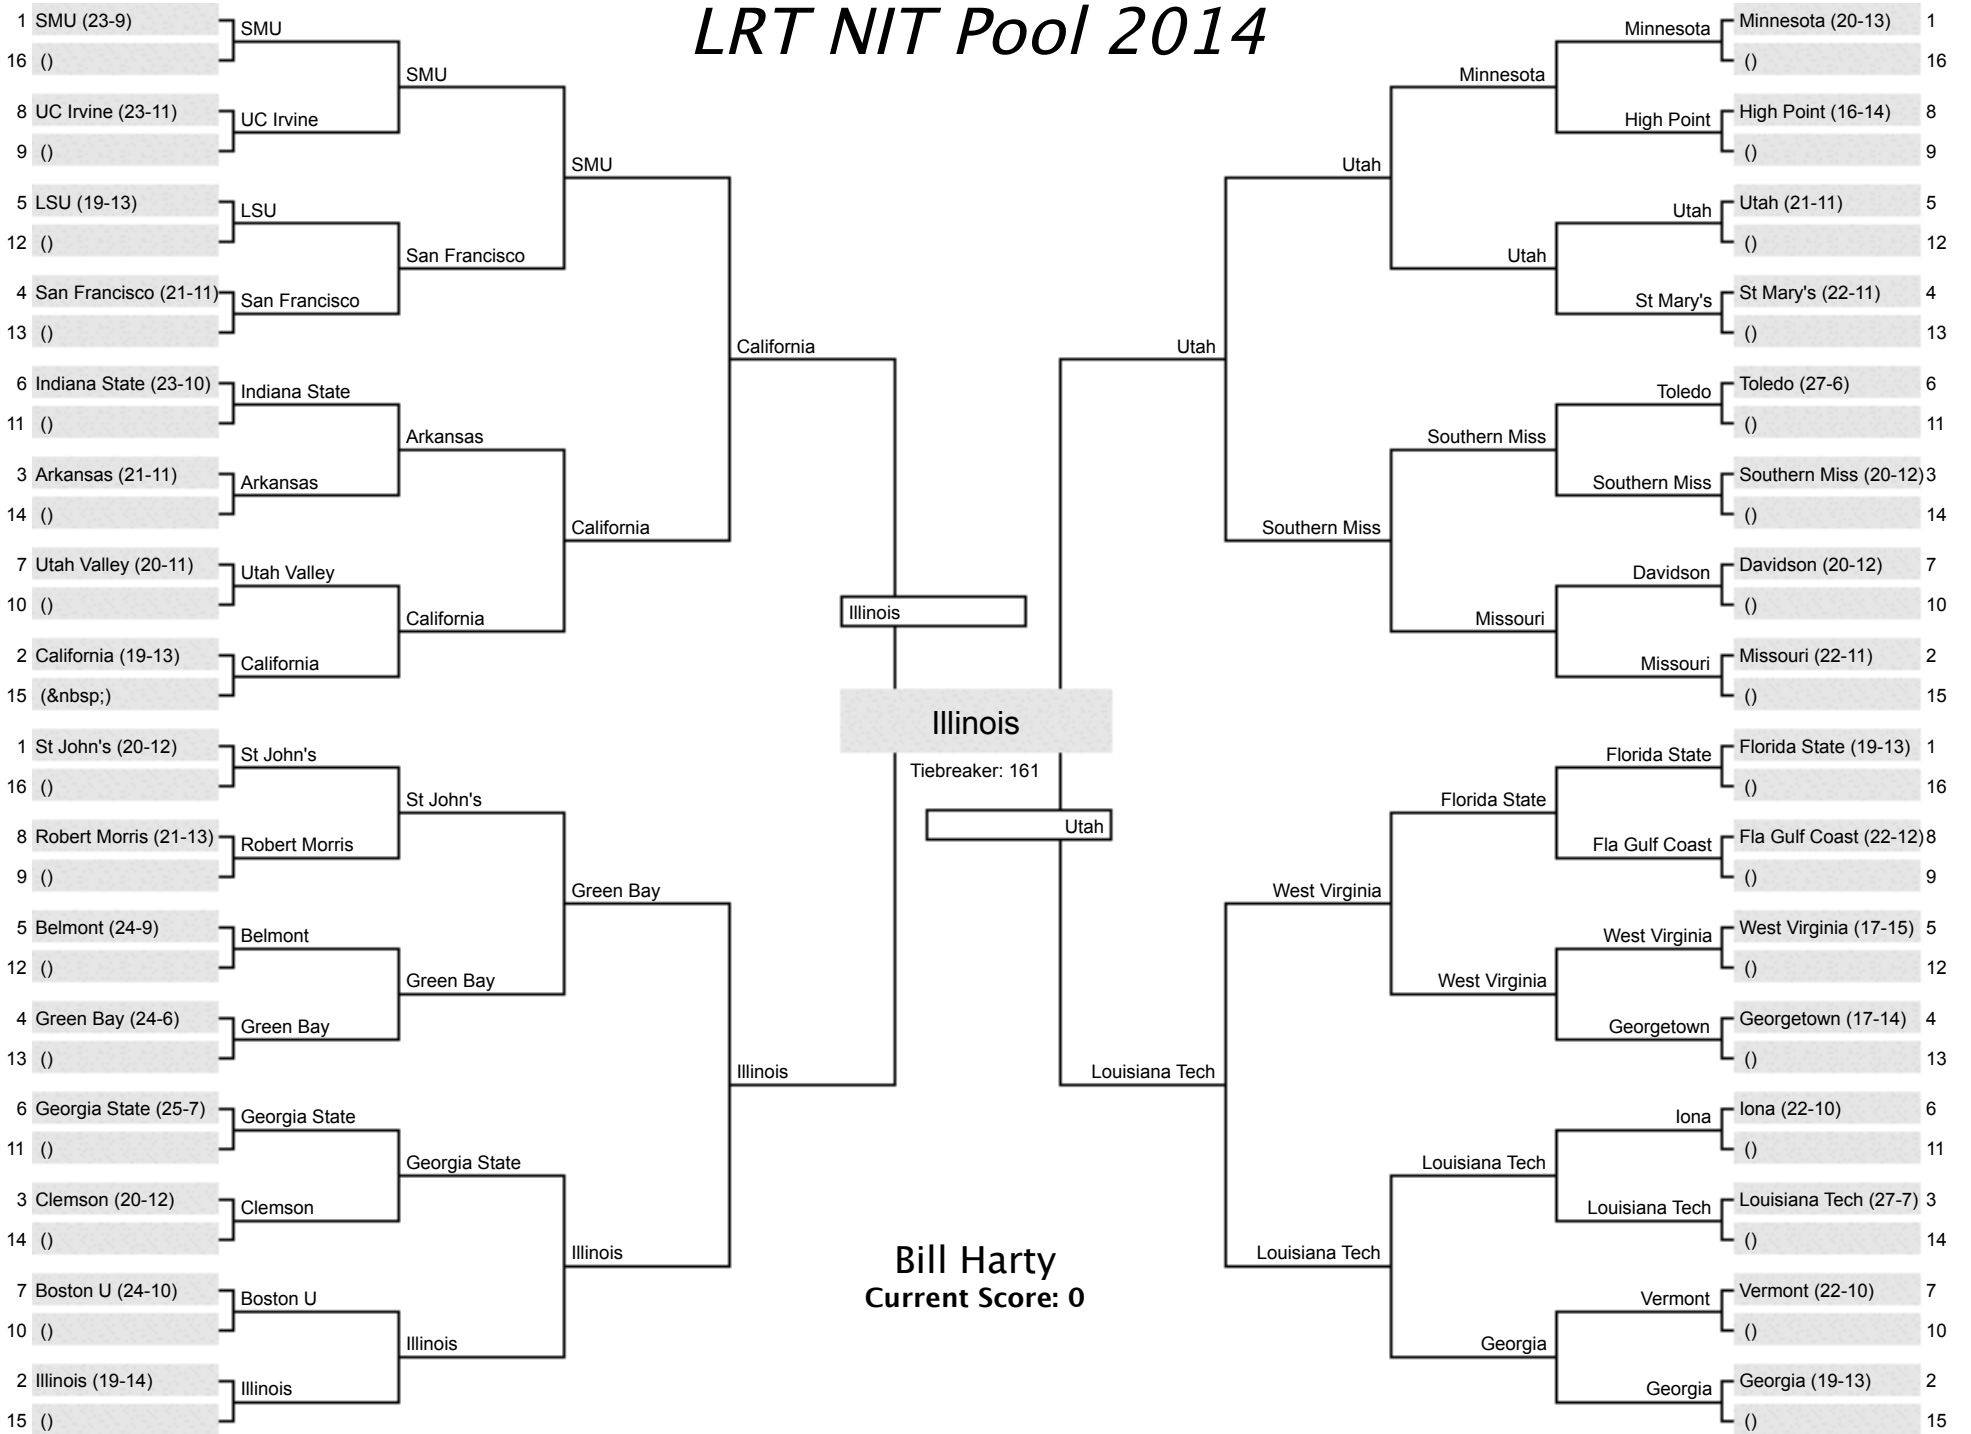 LRT NIT Pool 2014
1 SMU (23-9)
16 ()
8 UC Irvine (23-11)
9 ()
5 LSU (19-13)
12 ()
4 San Francisco (21-11)
13 ()
6 Indiana State (23-10)
11 ()
3 Arkansas (21-11)
14 ()
7 Utah Valley (20-11)
10 ()
2 California (19-13)
15 (&nbsp;)
1 St John's (20-12)
16 ()
8 Robert Morris (21-13)
9 ()
5 Belmont (24-9)
12 ()
4 Green Bay (24-6)
13 ()
6 Georgia State (25-7)
11 ()
3 Clemson (20-12)
14 ()
7 Boston U (24-10)
10 ()
2 Illinois (19-14)
15 ()
SMU
UC Irvine
LSU
San Francisco
Indiana State
Arkansas
Utah Valley
California
St John's
Robert Morris
Belmont
Green Bay
Georgia State
Clemson
Boston U
Illinois
SMU
San Francisco
Arkansas
California
St John's
Green Bay
Georgia State
Illinois
SMU
California
Green Bay
Illinois
California
Illinois
Illinois
Illinois
Tiebreaker: 161
Utah
Bill Harty
Current Score: 0
Utah
Louisiana Tech
Utah
Southern Miss
West Virginia
Louisiana Tech
Minnesota
Utah
Southern Miss
Missouri
Florida State
West Virginia
Louisiana Tech
Georgia
Minnesota
High Point
Utah
St Mary's
Toledo
Southern Miss
Davidson
Missouri
Florida State
Fla Gulf Coast
West Virginia
Georgetown
Iona
Louisiana Tech
Vermont
Georgia
Minnesota (20-13) 1
() 16
High Point (16-14) 8
() 9
Utah (21-11) 5
() 12
St Mary's (22-11) 4
() 13
Toledo (27-6) 6
() 11
Southern Miss (20-12) 3
() 14
Davidson (20-12) 7
() 10
Missouri (22-11) 2
() 15
Florida State (19-13) 1
() 16
Fla Gulf Coast (22-12) 8
() 9
West Virginia (17-15) 5
() 12
Georgetown (17-14) 4
() 13
Iona (22-10) 6
() 11
Louisiana Tech (27-7) 3
() 14
Vermont (22-10) 7
() 10
Georgia (19-13) 2
() 15